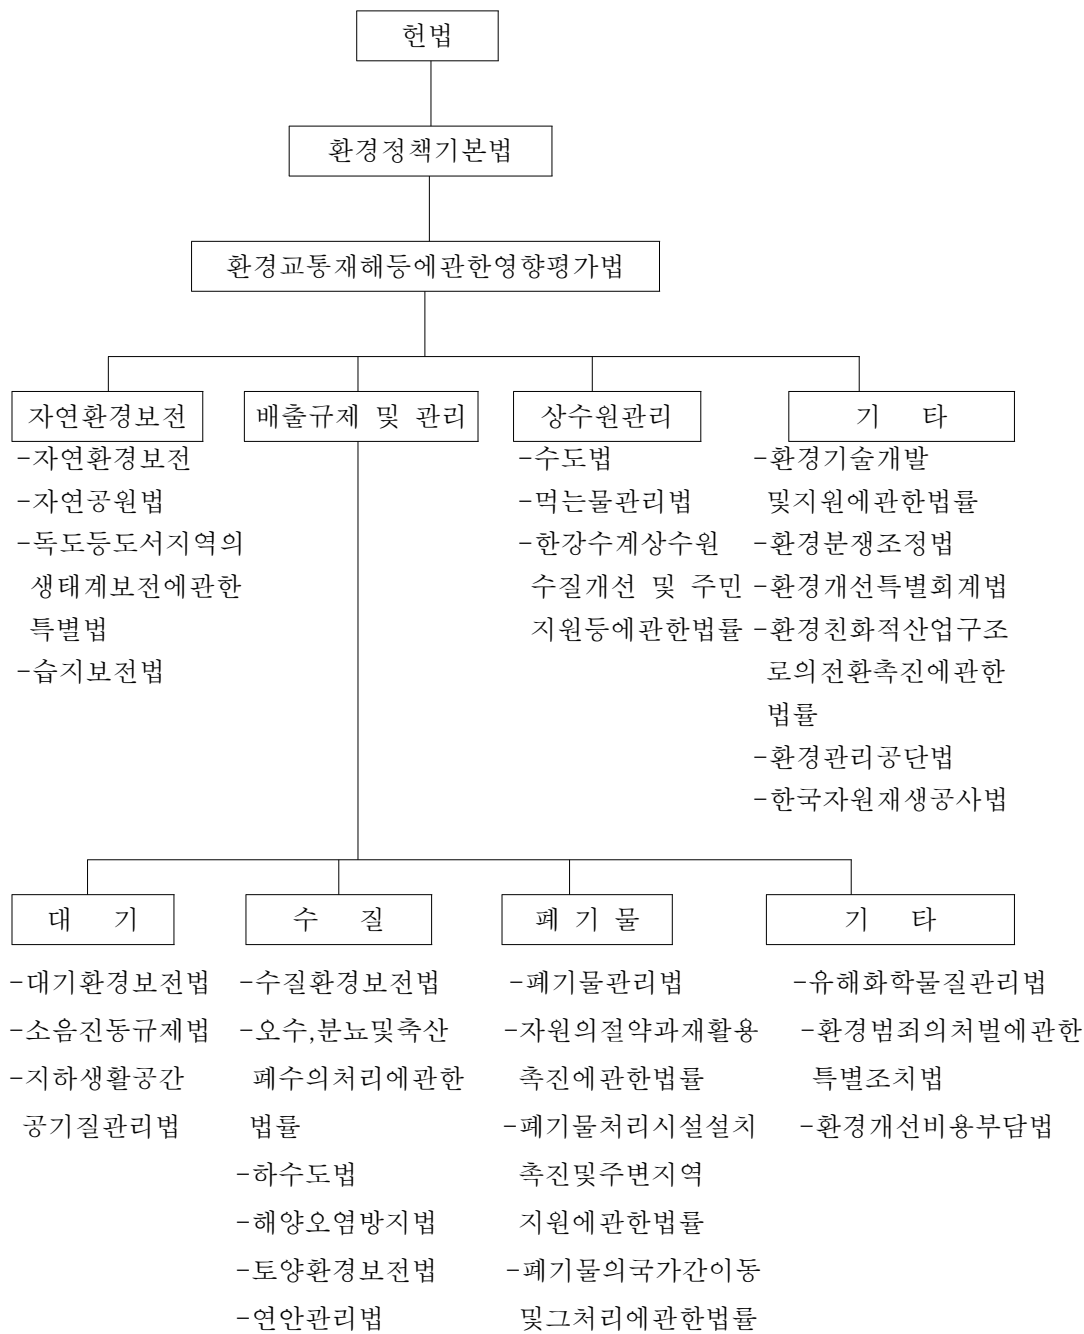 헌법
환경정책기본법
환경교통재해등에관한영향평가법
자연환경보전
-자연환경보전
-자연공원법
-독도등도서지역의
생태계보전에관한
특별법
-습지보전법
배출규제 및 관리
상수원관리
-수도법
-먹는물관리법
-한강수계상수원
수질개선 및 주민
지원등에관한법률
기 타
-환경기술개발
및지원에관한법률
-환경분쟁조정법
-환경개선특별회계법
-환경친화적산업구조
로의전환촉진에관한
법률
-환경관리공단법
-한국자원재생공사법
대 기
-대기환경보전법
-소음진동규제법
-지하생활공간
공기질관리법
수 질
-수질환경보전법
-오수,분뇨및축산
폐수의처리에관한
법률
-하수도법
-해양오염방지법
-토양환경보전법
-연안관리법
폐 기 물
-폐기물관리법
-자원의절약과재활용
촉진에관한법률
-폐기물처리시설설치
촉진및주변지역
지원에관한법률
-폐기물의국가간이동
및그처리에관한법률
기 타
-유해화학물질관리법
-환경범죄의처벌에관한
특별조치법
-환경개선비용부담법